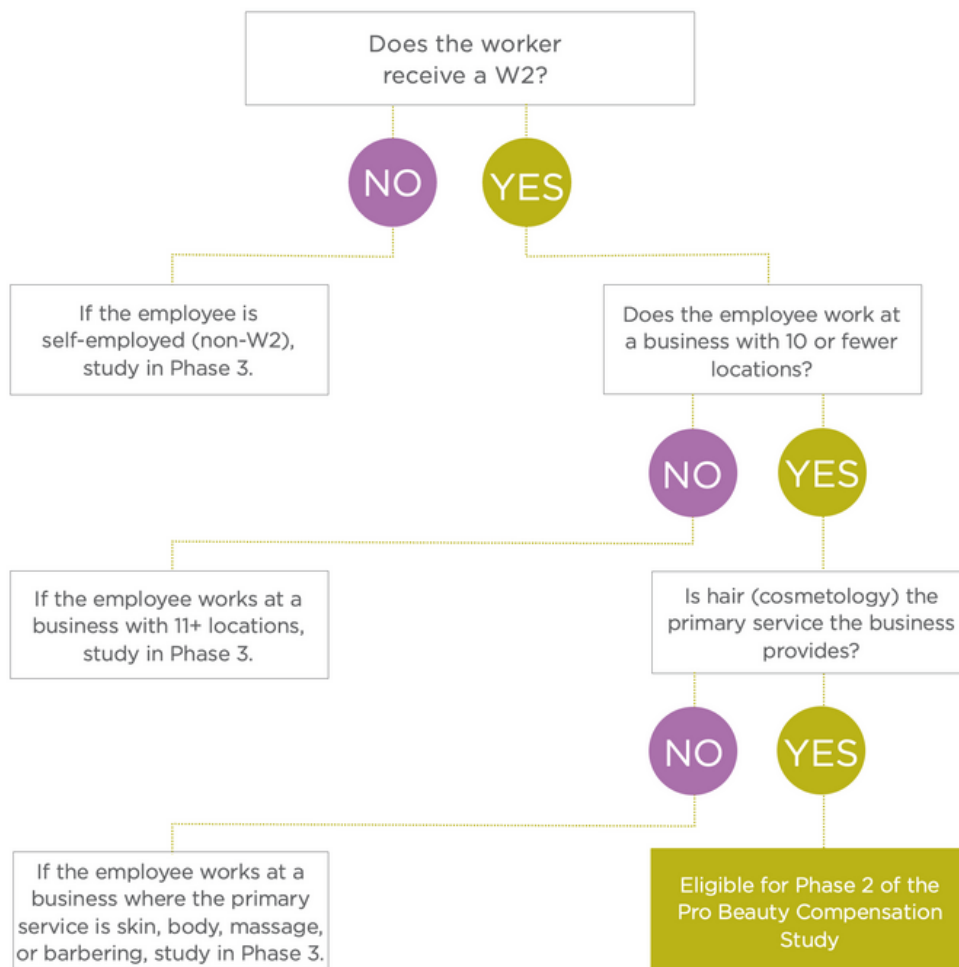 Does the worker
receive a W2?
NO
YES
If the employee is
self-employed (non-W2),
study in Phase 3.
Does the employee work at
a business with 10 or fewer
locations?
NO
YES
If the employee works at a
business with 11+ locations,
study in Phase 3.
Is hair (cosmetology) the
primary service the business
provides?
NO
YES
If the employee works at a
business where the primary
service is skin, body, massage,
or barbering, study in Phase 3.
Eligible for Phase 2 of the
Pro Beauty Compensation
Study